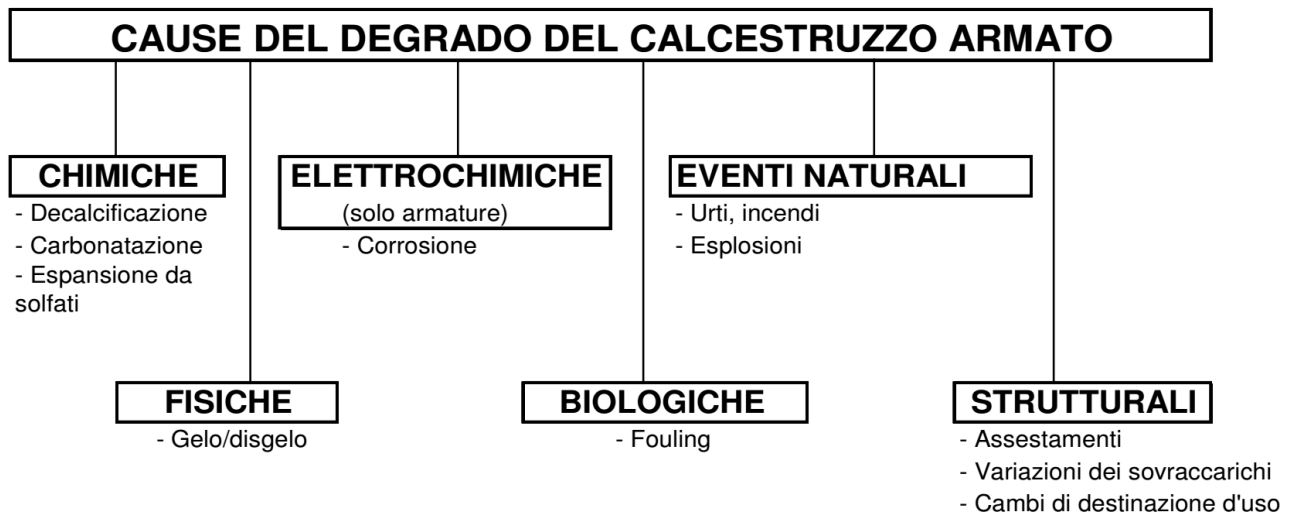 CAUSE DEL DEGRADO DEL CALCESTRUZZO ARMATO
CHIMICHE
- Decalcificazione
- Carbonatazione
- Espansione da
solfati
ELETTROCHIMICHE
(solo armature)
- Corrosione
EVENTI NATURALI
- Urti, incendi
- Esplosioni
FISICHE
- Gelo/disgelo
BIOLOGICHE
- Fouling
STRUTTURALI
- Assestamenti
- Variazioni dei sovraccarichi
- Cambi di destinazione d'uso